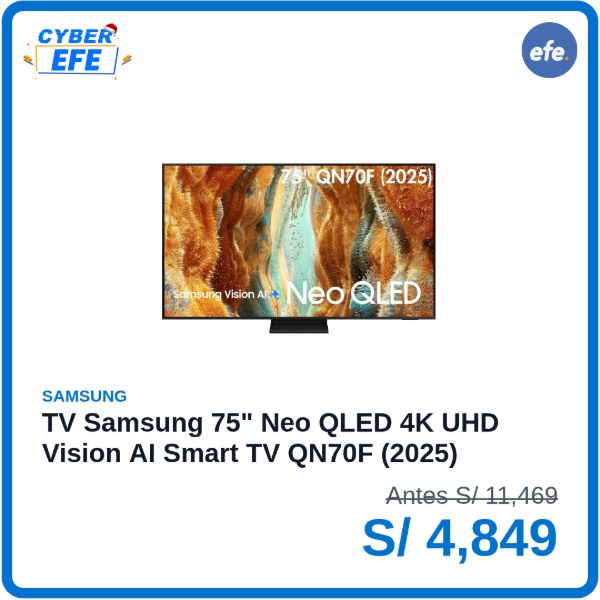 CYBER
EFE
efe.
75" QN70F (2025)
Samsung Vision AI
Neo QLED
SAMSUNG
TV Samsung 75" Neo QLED 4K UHD
Vision AI Smart TV QN70F (2025)
Antes S/ 11,469
S/ 4,849